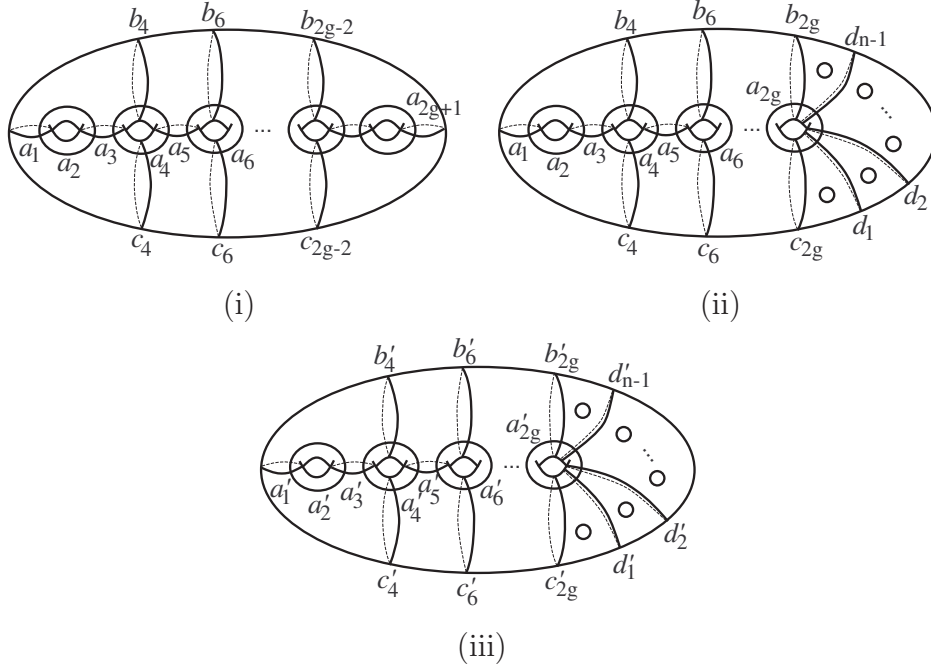 b₄ b₆ b₂g-₂
a₁ a₂ a₃ a₄ a₅ a₆ ... a₂g+₁
c₄ c₆ c₂g-₂
(i)
b₄ b₆ b₂g dn-₁
a₁ a₂ a₃ a₄ a₅ a₆ ... a₂g ...
c₄ c₆ c₂g d₁ d₂
(ii)
b′₄ b′₆ b′₂g d′n-₁
a′₁ a′₂ a′₃ a′₄ a′₅ a′₆ ... a′₂g ...
c′₄ c′₆ c′₂g d′₁ d′₂
(iii)